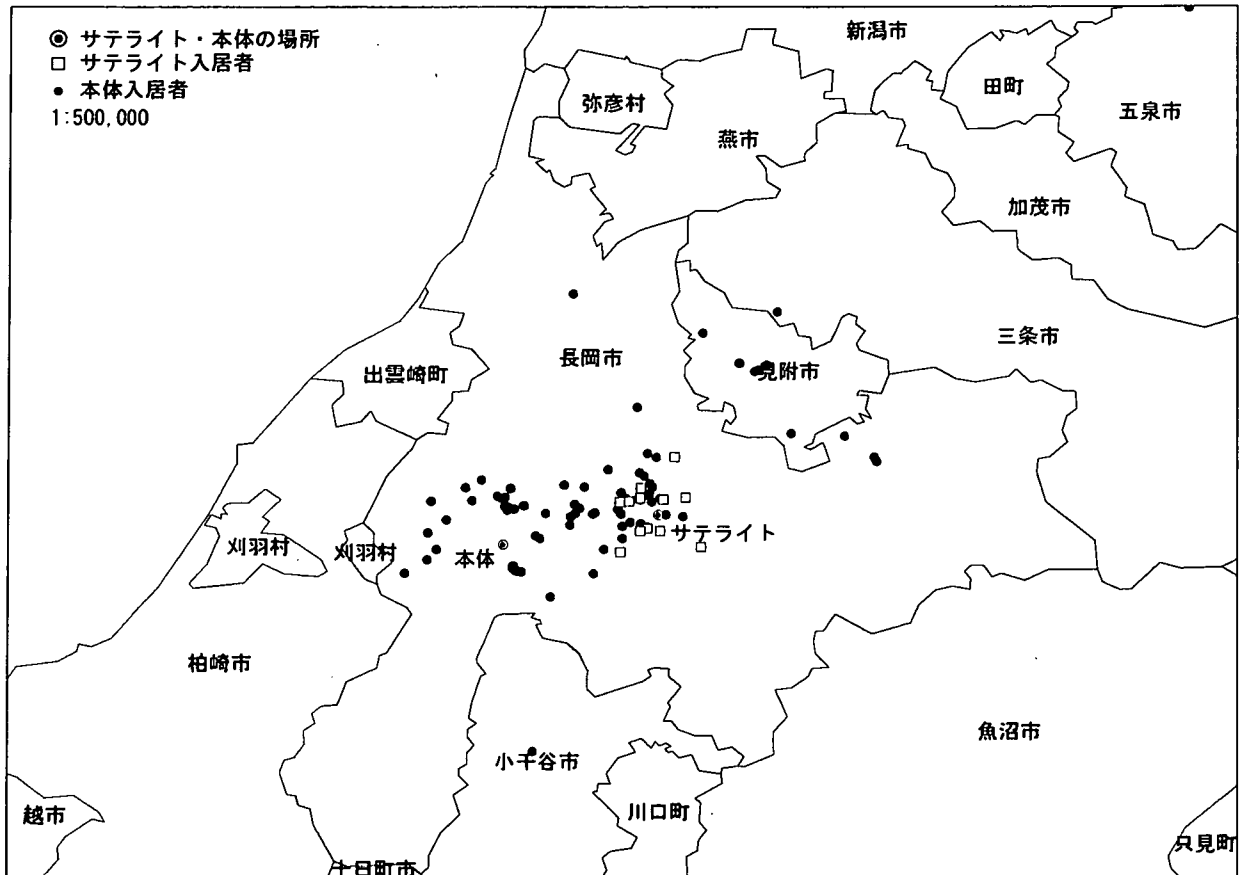 ◎ サテライト・本体の場所
□ サテライト入居者
● 本体入居者
1:500,000
新潟市
田町
弥彦村
五泉市
燕市
加茂市
三条市
長岡市
出雲崎町
見附市
サテライト
刈羽村
刈羽村
本体
柏崎市
魚沼市
小千谷市
川口町
越市
只見町
十日町市